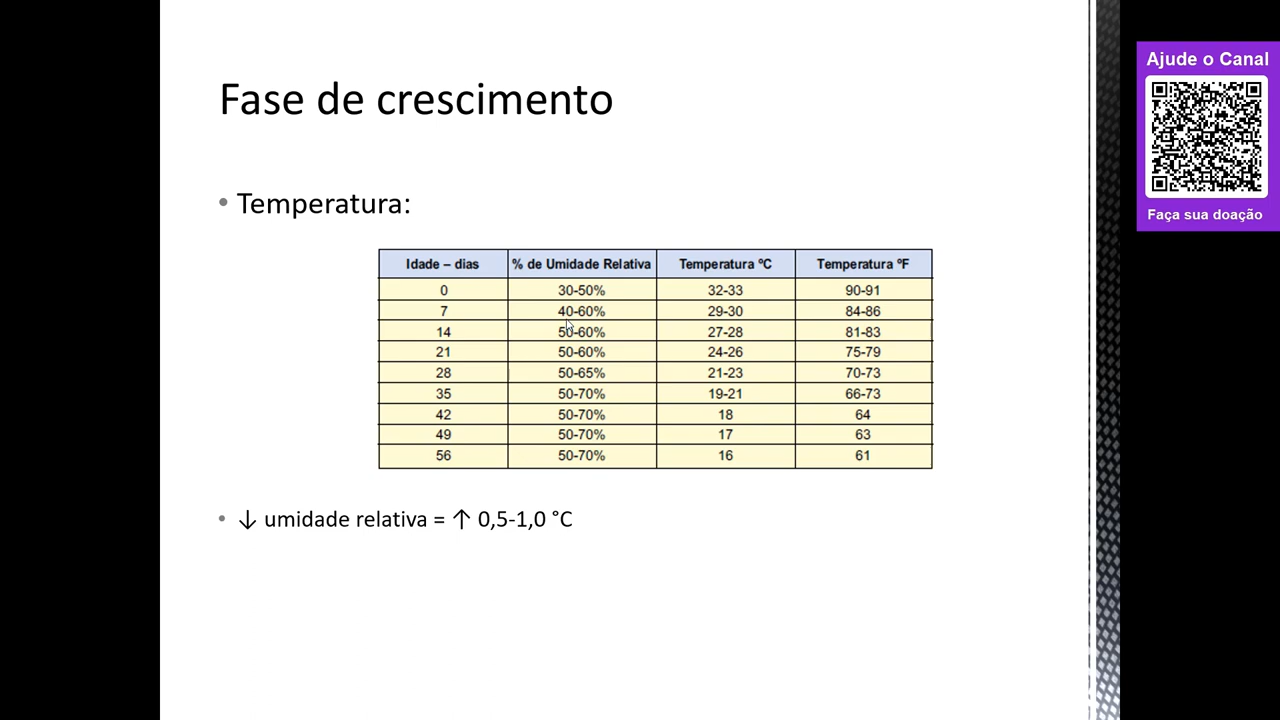 Fase de crescimento
Ajude o Canal
Faça sua doação
• Temperatura:
Idade – dias % de Umidade Relativa Temperatura ºC Temperatura ºF
0 30-50% 32-33 90-91
7 40-60% 29-30 84-86
14 50-60% 27-28 81-83
21 50-60% 24-26 75-79
28 50-65% 21-23 70-73
35 50-70% 19-21 66-73
42 50-70% 18 64
49 50-70% 17 63
56 50-70% 16 61
• ↓ umidade relativa = ↑ 0,5-1,0 °C